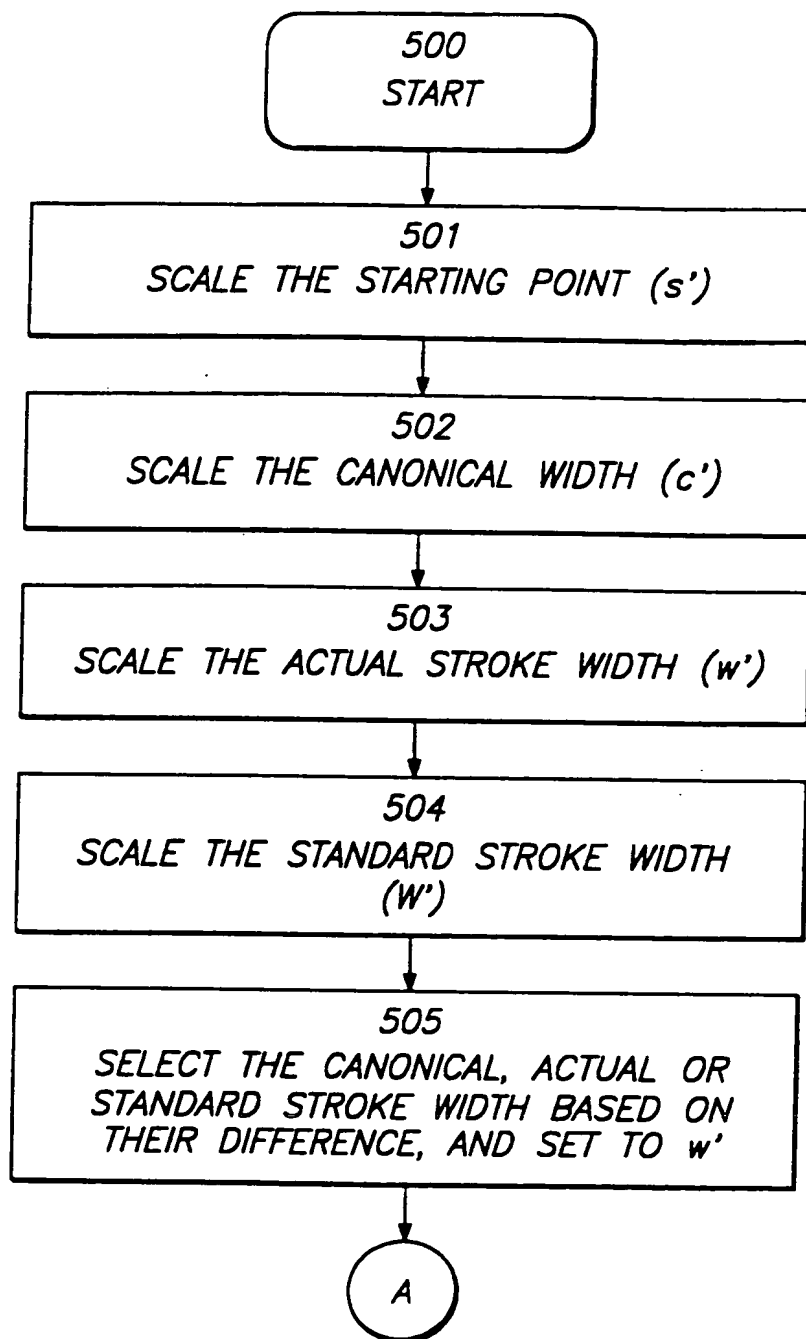 500
START
501
SCALE THE STARTING POINT (s')
502
SCALE THE CANONICAL WIDTH (c')
503
SCALE THE ACTUAL STROKE WIDTH (w')
504
SCALE THE STANDARD STROKE WIDTH
(W')
505
SELECT THE CANONICAL, ACTUAL OR
STANDARD STROKE WIDTH BASED ON
THEIR DIFFERENCE, AND SET TO w'
A